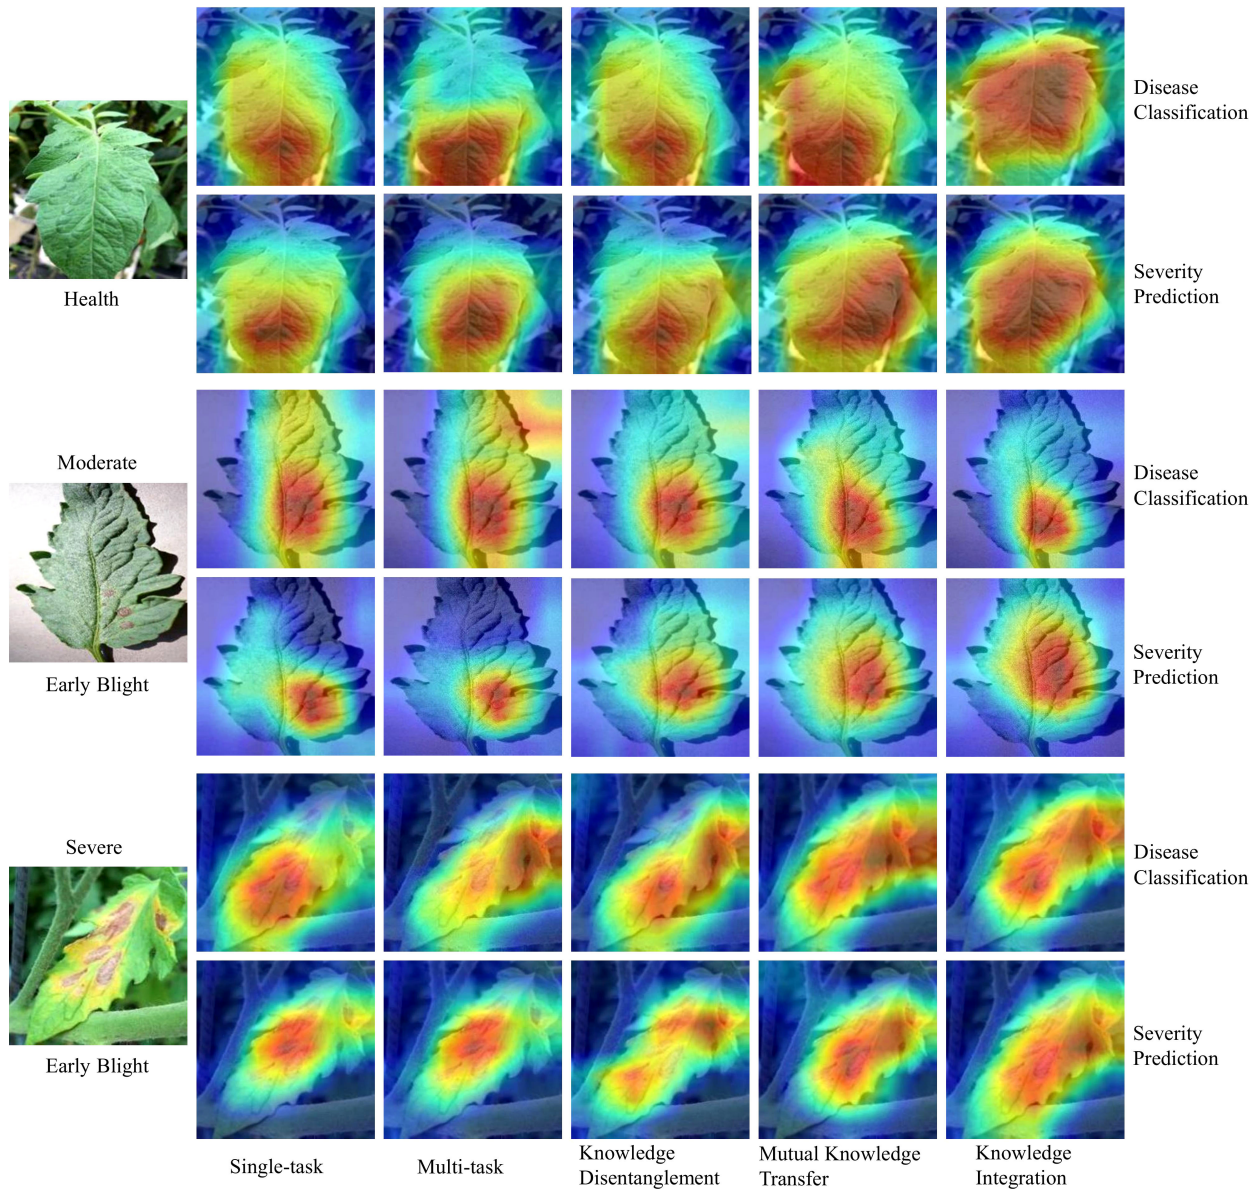 Disease
Classification
Health
Severity
Prediction
Moderate
Disease
Classification
Early Blight
Severity
Prediction
Severe
Disease
Classification
Early Blight
Severity
Prediction
Single-task
Multi-task
Knowledge
Disentanglement
Mutual Knowledge
Transfer
Knowledge
Integration